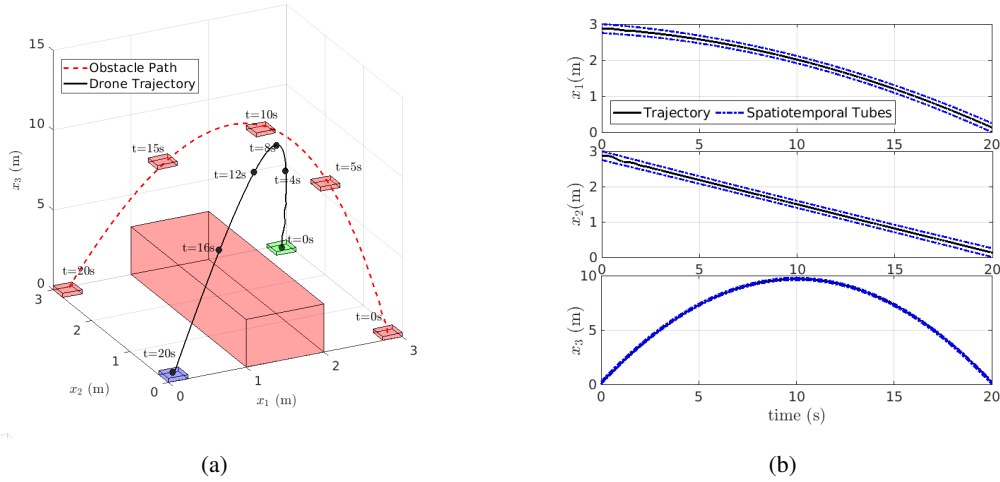 15
Obstacle Path
Drone Trajectory
t=10s
10
t=8s
t=15s
t=5s
t=12s
t=4s
x₃ (m)
5
t=16s
t=0s
t=20s
0
3
t=0s
2
3
t=20s
2
x₂ (m)
1
1
x₁ (m)
0
0
(a)
3
2
x₁(m)
1
Trajectory
Spatiotemporal Tubes
0
0 5 10 15 20
3
2
x₂(m)
1
0
0 5 10 15 20
10
x₃ (m)
5
0
0 5 10 15 20
time (s)
(b)